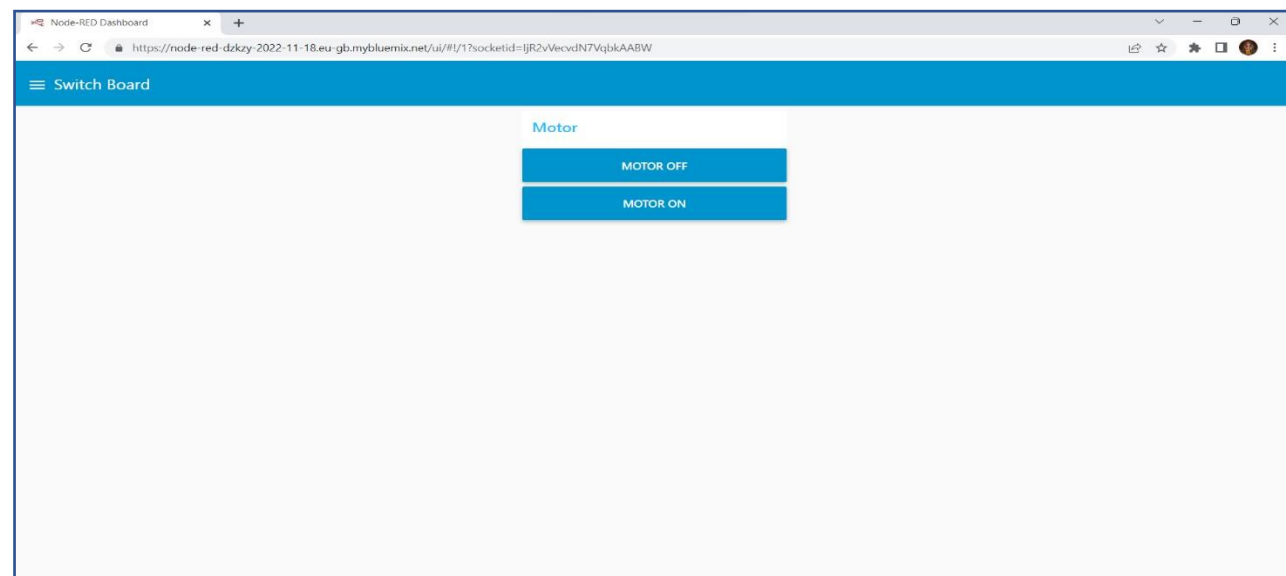 Node-RED Dashboard
https://node-red-dzkzy-2022-11-18.eu-gb.mybluemix.net/ui/#!/1?socketid=IjR2vVecvdN7VqbkAABW
Switch Board
Motor
MOTOR OFF
MOTOR ON